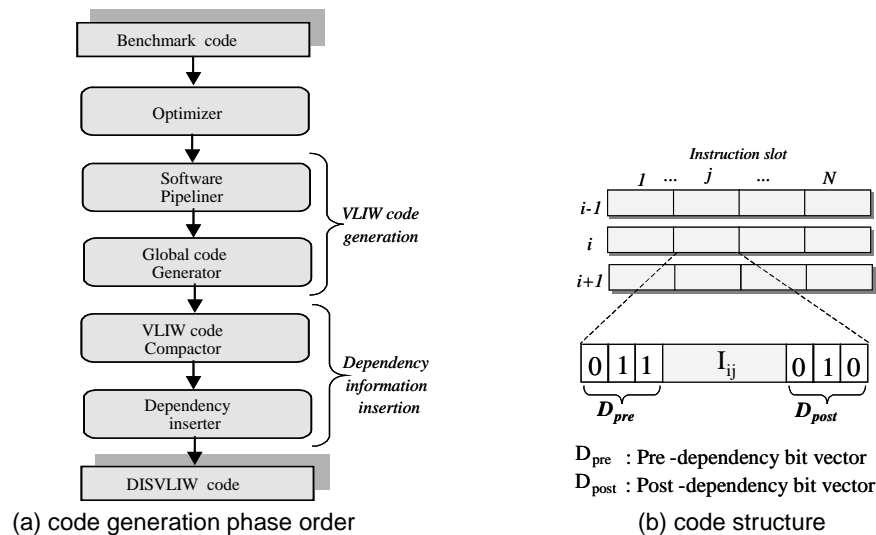 Benchmark code
Optimizer
Software
Pipeliner
VLIW code
generation
Global code
Generator
VLIW code
Compactor
Dependency
information
insertion
Dependency
inserter
DISVLIW code
(a) code generation phase order
Instruction slot
1 ... j ... N
i-1
i
i+1
0 1 1 Iij 0 1 0
Dpre Dpost
Dpre : Pre -dependency bit vector
Dpost : Post -dependency bit vector
(b) code structure